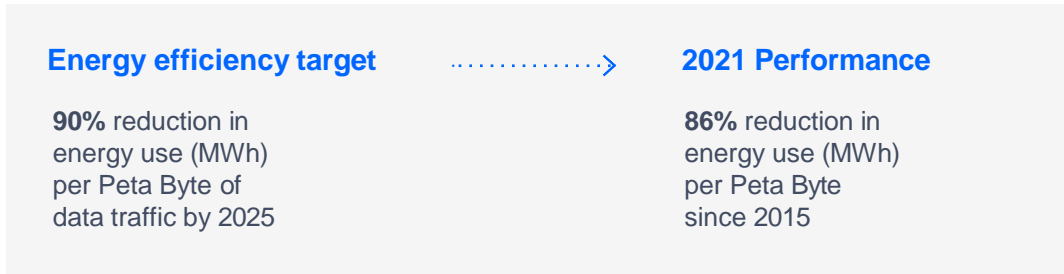 Energy efficiency target
90% reduction in
energy use (MWh)
per Peta Byte of
data traffic by 2025
2021 Performance
86% reduction in
energy use (MWh)
per Peta Byte
since 2015